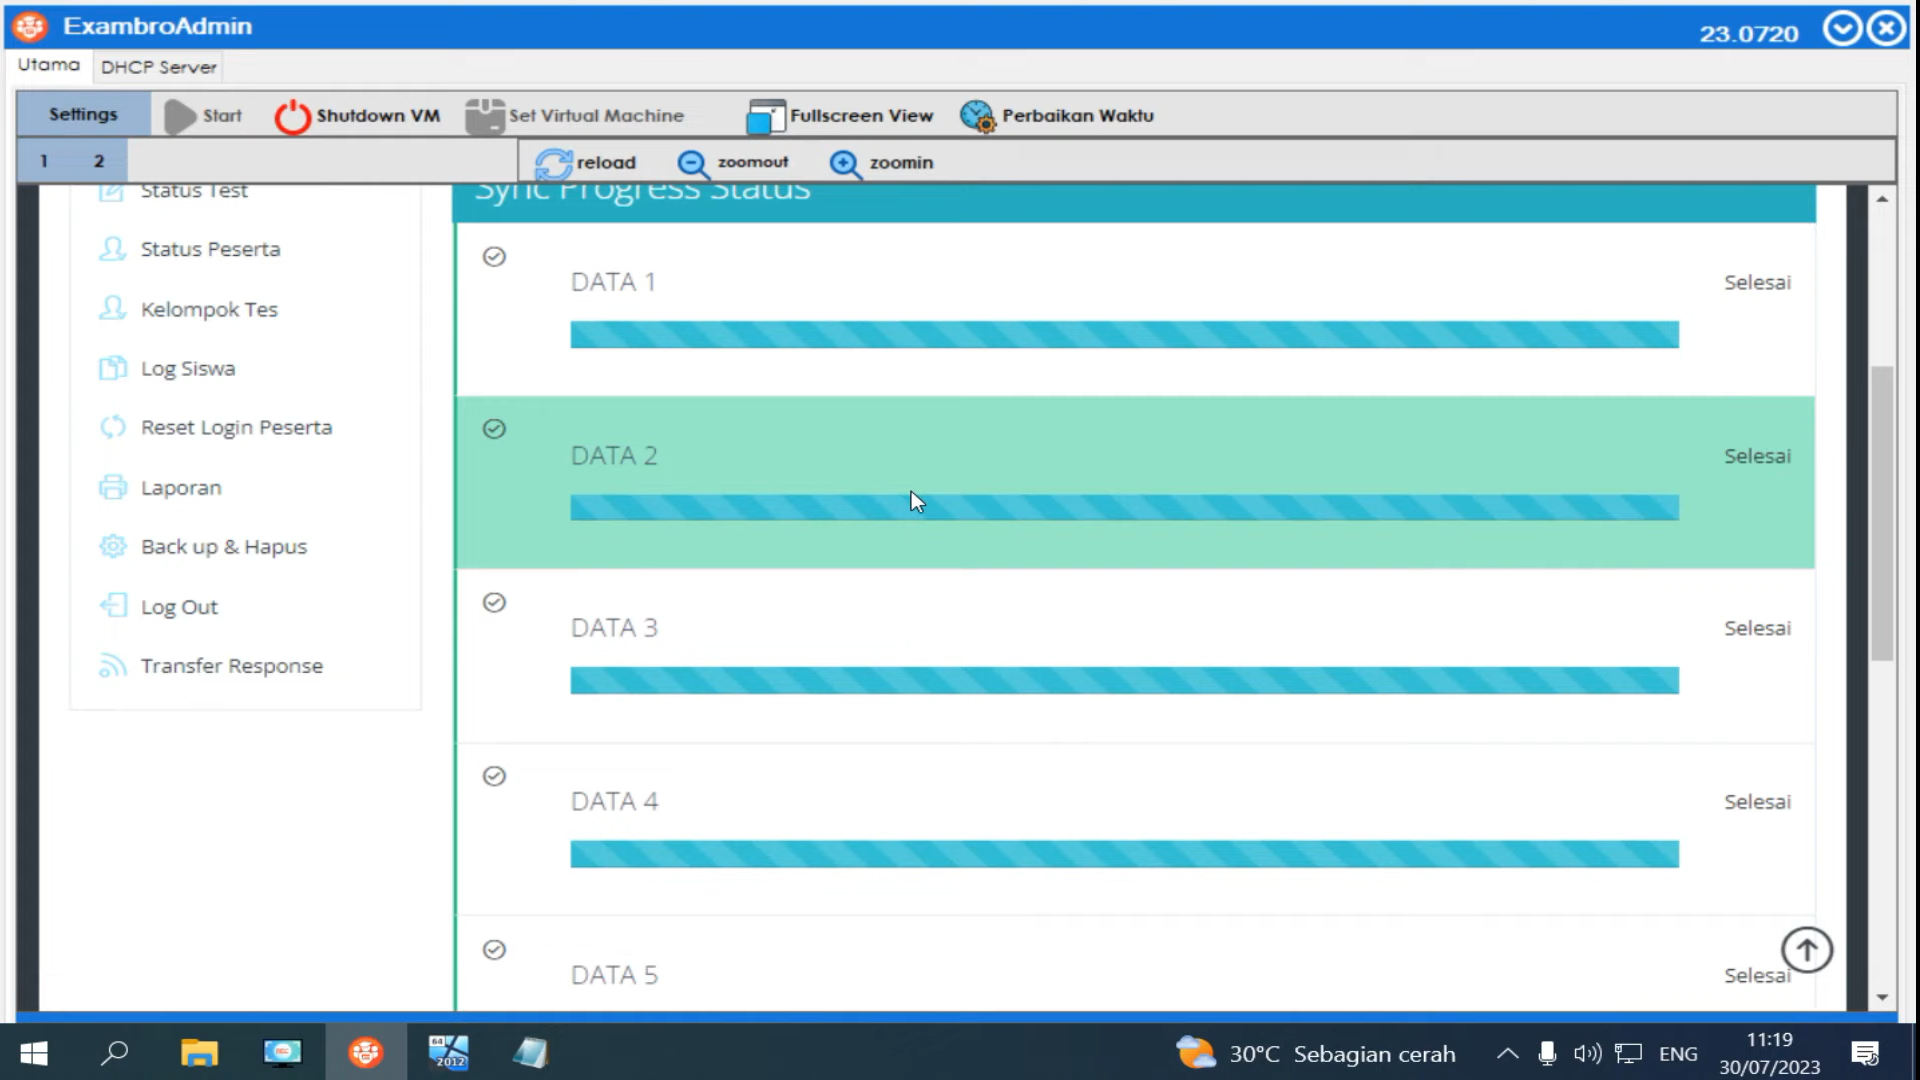 ExambroAdmin
23.0720
Utama
DHCP Server
Settings
Start
Shutdown VM
Set Virtual Machine
Fullscreen View
Perbaikan Waktu
1
2
reload
zoomout
zoomin
Status Test
Status Peserta
Kelompok Tes
Log Siswa
Reset Login Peserta
Laporan
Back up & Hapus
Log Out
Transfer Response
Sync Progress Status
DATA 1
Selesai
DATA 2
Selesai
DATA 3
Selesai
DATA 4
Selesai
DATA 5
Selesai
64
2012
30°C Sebagian cerah
ENG
11:19
30/07/2023